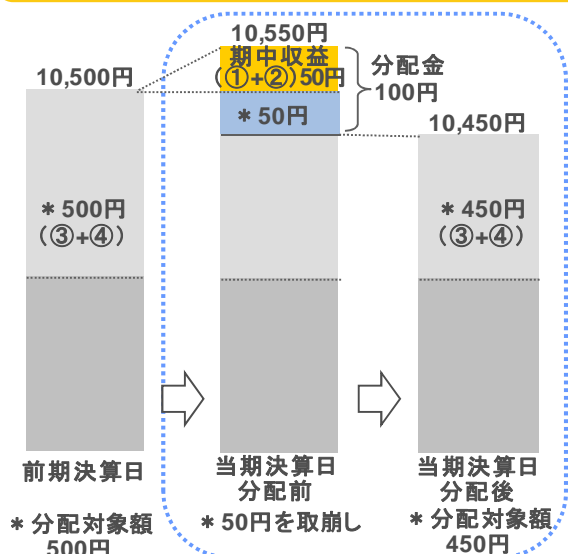 10,550円
期中収益
(①+②)50円
分配金
100円
10,500円
＊50円
10,450円
＊500円
(③+④)
＊450円
(③+④)
前期決算日
当期決算日
分配前
当期決算日
分配後
＊分配対象額
500円
＊50円を取崩し
＊分配対象額
450円